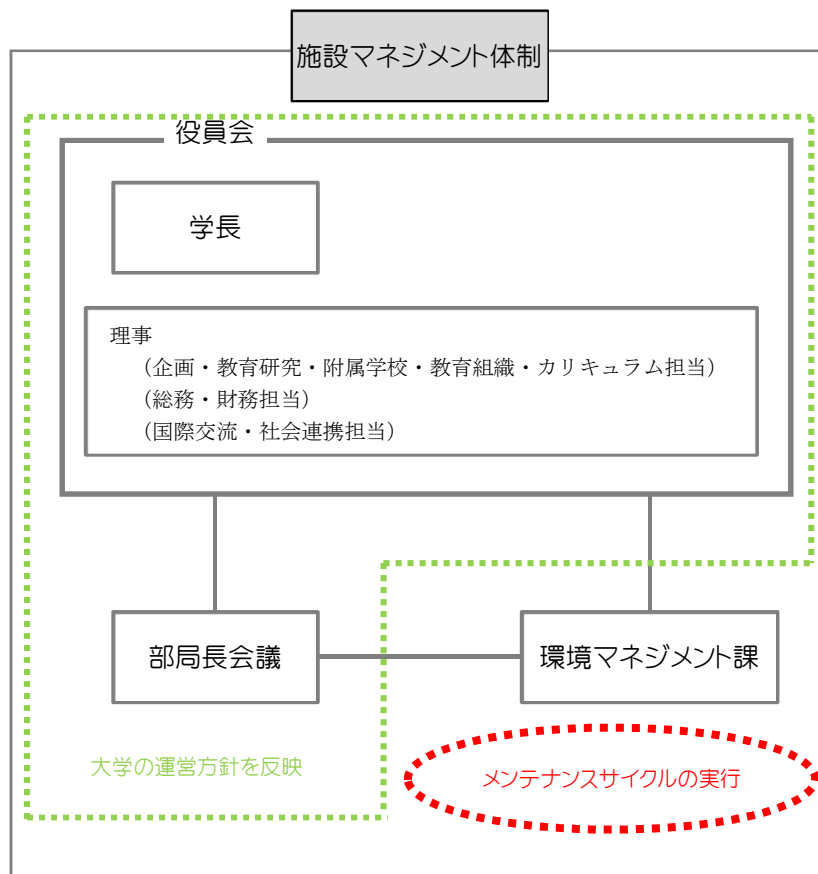 施設マネジメント体制
役員会
学長
理事
（企画・教育研究・附属学校・教育組織・カリキュラム担当）
（総務・財務担当）
（国際交流・社会連携担当）
部局長会議
環境マネジメント課
大学の運営方針を反映
メンテナンスサイクルの実行